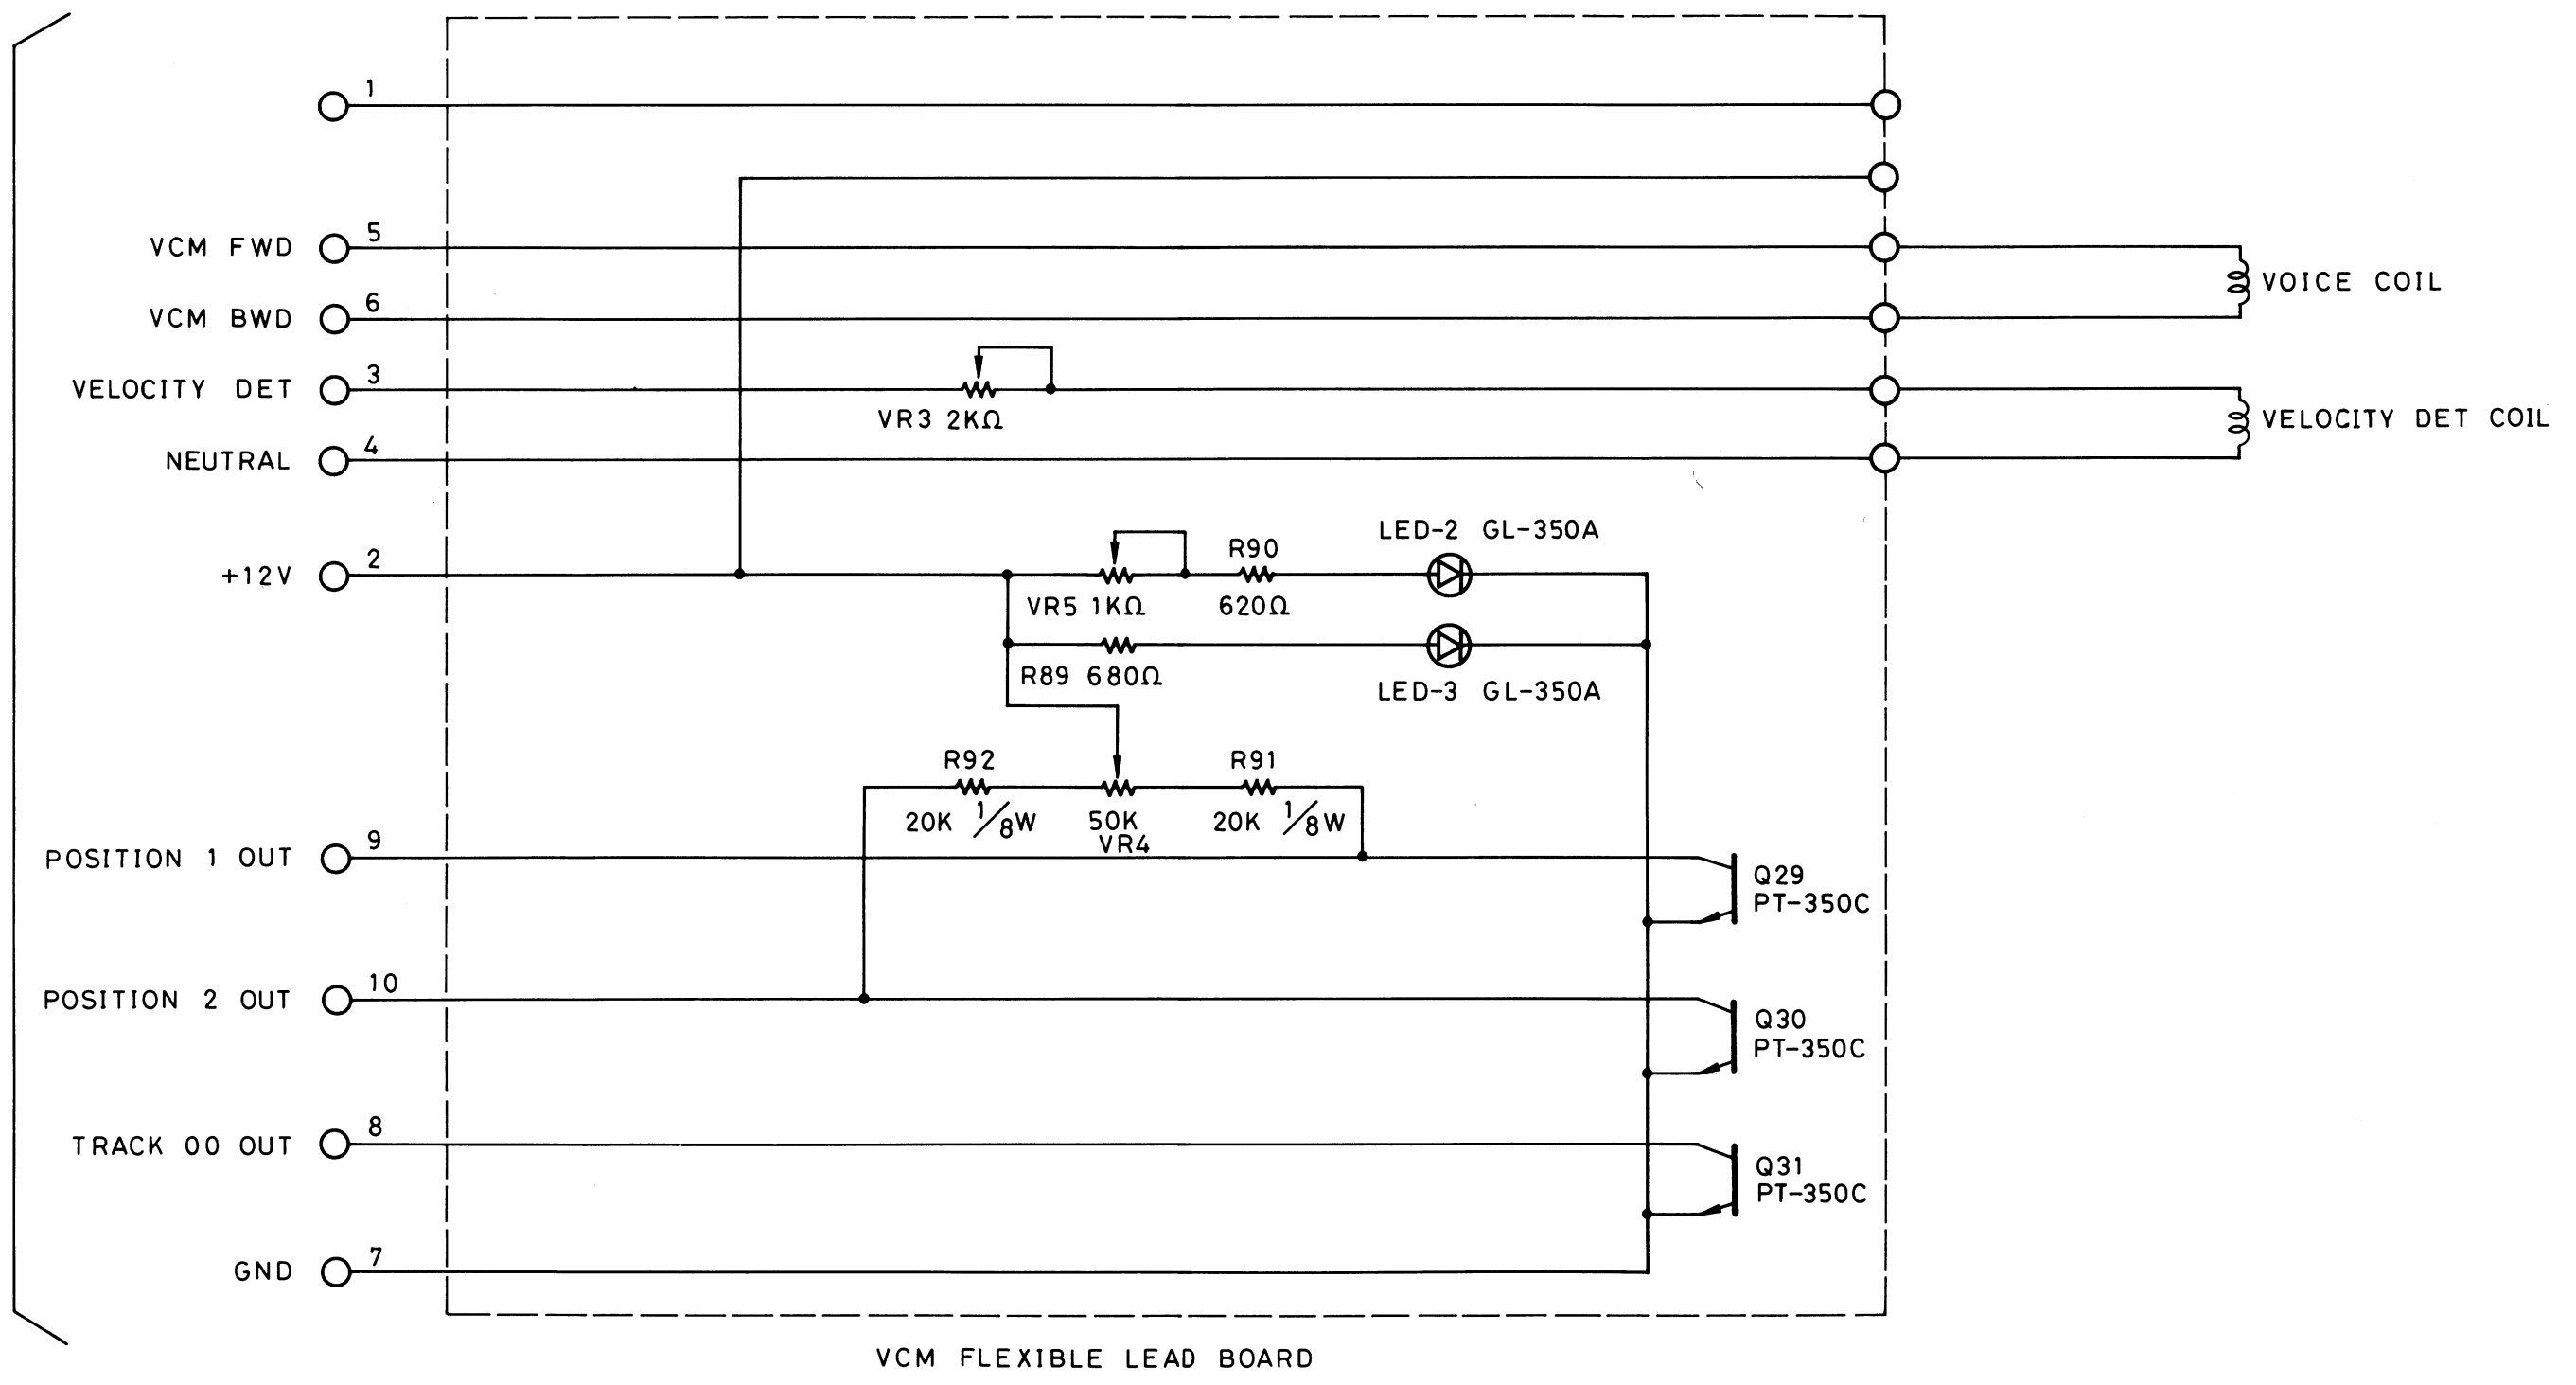 1
VCM FWD 5
VCM BWD 6
VOICE COIL
VELOCITY DET 3
VR3 2KΩ
VELOCITY DET COIL
NEUTRAL 4
+12V 2
LED-2 GL-350A
R90
VR5 1KΩ
620Ω
R89 680Ω
LED-3 GL-350A
R92
R91
20K 1/8W
50K
VR4
20K 1/8W
POSITION 1 OUT 9
Q29
PT-350C
POSITION 2 OUT 10
Q30
PT-350C
TRACK 00 OUT 8
Q31
PT-350C
GND 7
VCM FLEXIBLE LEAD BOARD